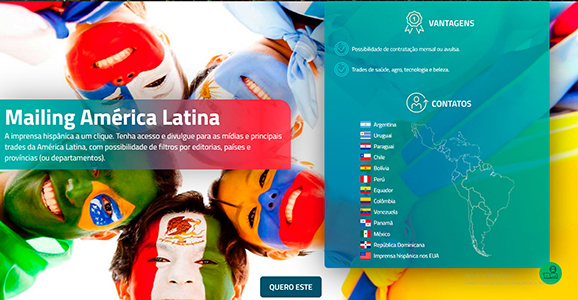 Mailing América Latina
A imprensa hispânica a um clique. Tenha acesso e divulgue para as mídias e principais
trades da América Latina, com possibilidade de filtros por editorias, países e
províncias (ou departamentos).
VANTAGENS
Possibilidade de contratação mensal ou avulsa.
Trades de saúde, agro, tecnologia e beleza.
CONTATOS
Argentina
Uruguai
Paraguai
Chile
Bolívia
Perú
Equador
Colômbia
Venezuela
Panamá
México
República Dominicana
Imprensa hispânica nos EUA
QUERO ESTE